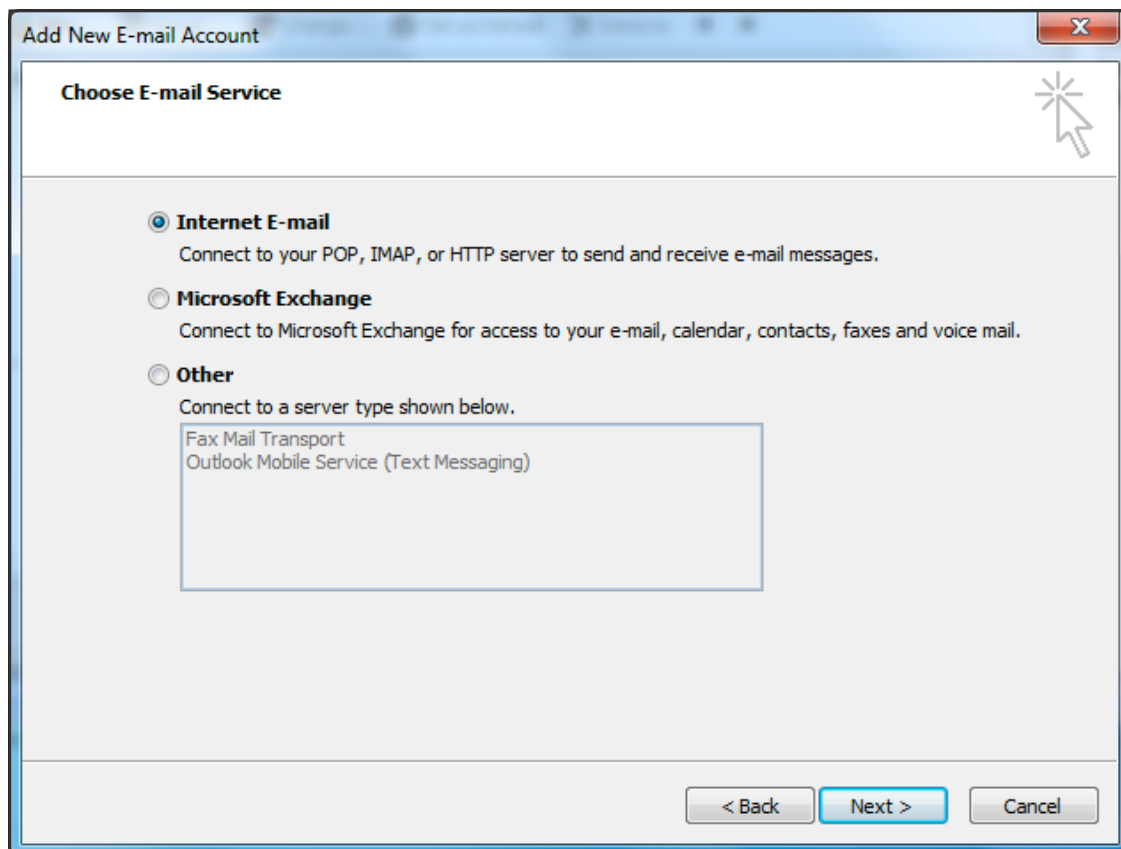 Add New E-mail Account
Choose E-mail Service
Internet E-mail
Connect to your POP, IMAP, or HTTP server to send and receive e-mail messages.
Microsoft Exchange
Connect to Microsoft Exchange for access to your e-mail, calendar, contacts, faxes and voice mail.
Other
Connect to a server type shown below.
Fax Mail Transport
Outlook Mobile Service (Text Messaging)
< Back Next > Cancel